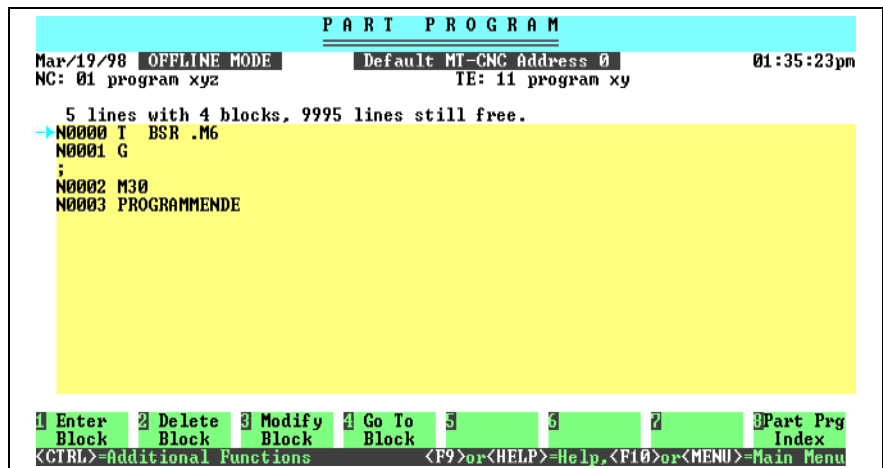 PART PROGRAM
Mar/19/98 OFFLINE MODE Default MT-CNC Address 0 01:35:23pm
NC: 01 program xyz TE: 11 program xy
5 lines with 4 blocks, 9995 lines still free.
N0000 T BSR .M6
N0001 G
;
N0002 M30
N0003 PROGRAMMENDE
1 Enter 2 Delete 3 Modify 4 Go To 5 6 7 8Part Prg
Block Block Block Block Index
<CTRL>=Additional Functions <F9>or<HELP>=Help,<F10>or<MENU>=Main Menu